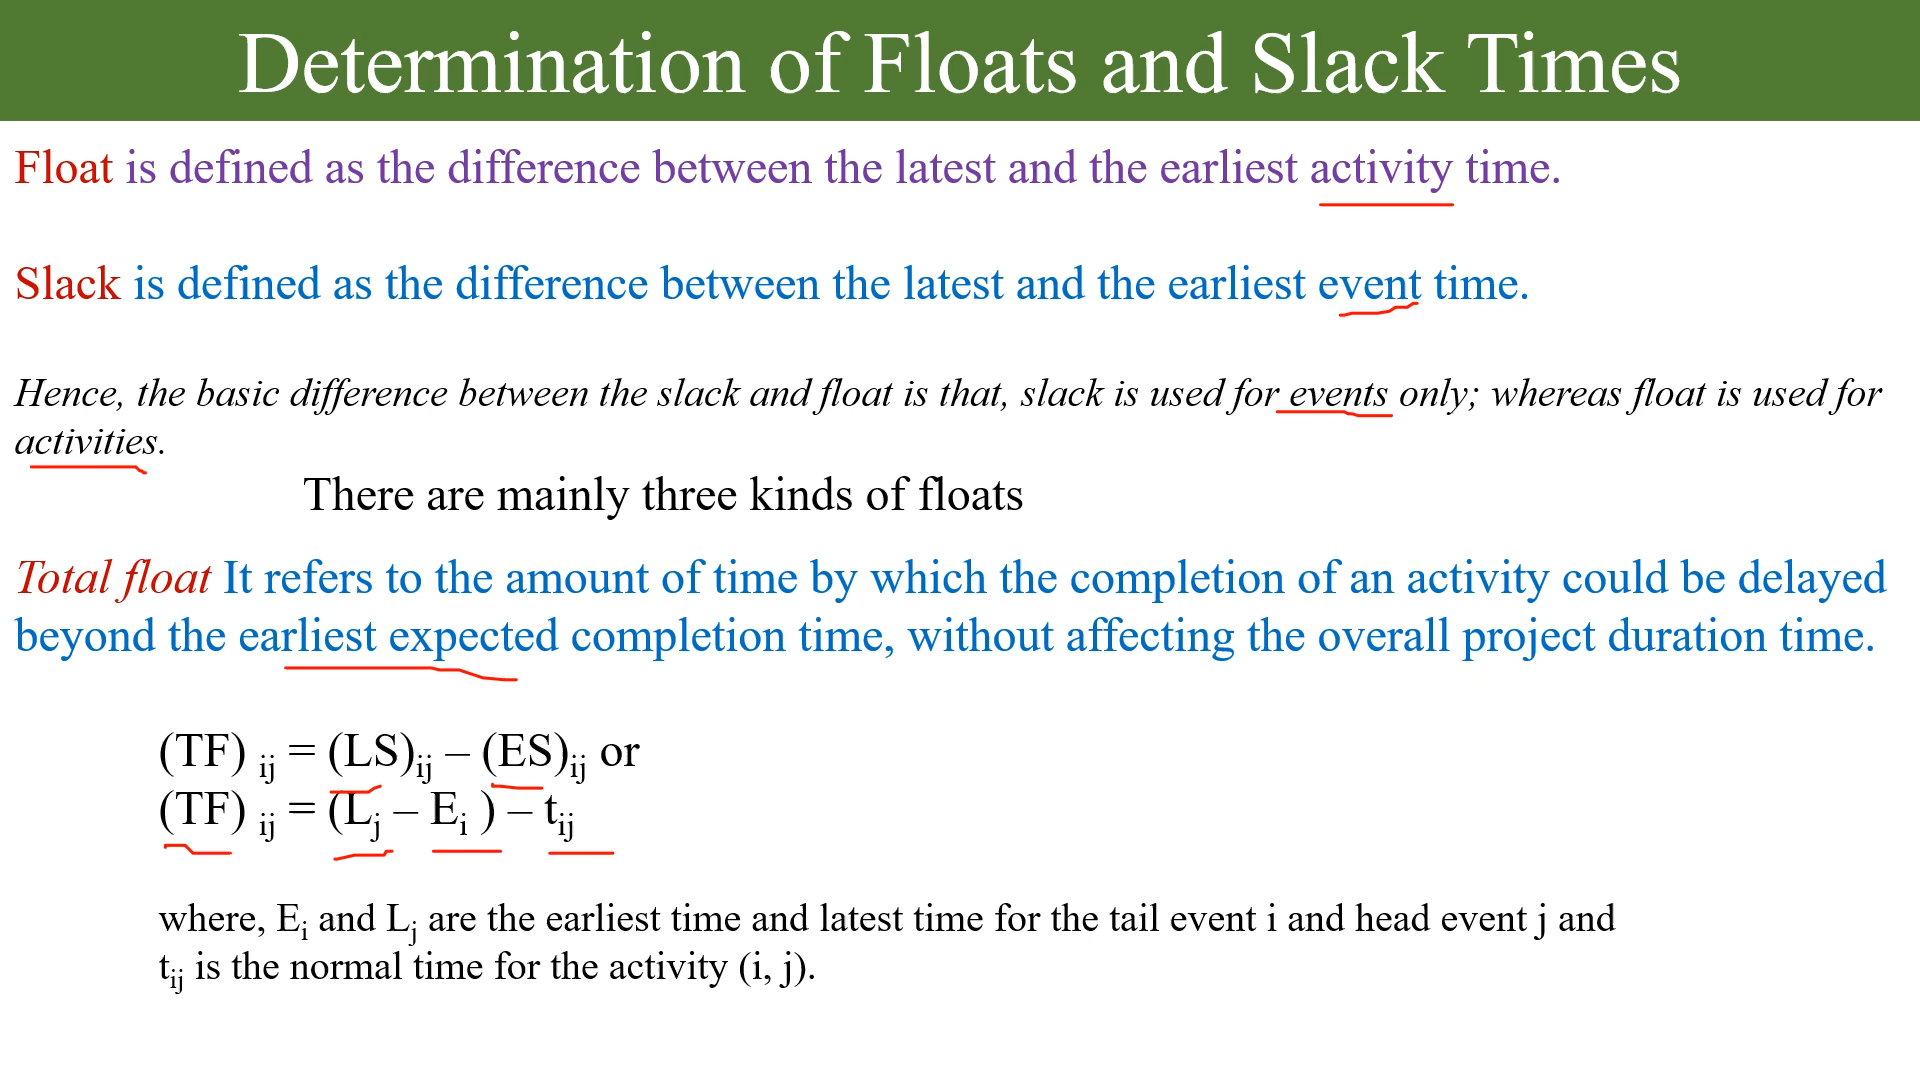 Determination of Floats and Slack Times
Float is defined as the difference between the latest and the earliest activity time.
Slack is defined as the difference between the latest and the earliest event time.
Hence, the basic difference between the slack and float is that, slack is used for events only; whereas float is used for
activities.
There are mainly three kinds of floats
Total float It refers to the amount of time by which the completion of an activity could be delayed
beyond the earliest expected completion time, without affecting the overall project duration time.
(TF) ij = (LS)ij – (ES)ij or
(TF) ij = (Lj – Ei ) – tij
where, Ei and Lj are the earliest time and latest time for the tail event i and head event j and
tij is the normal time for the activity (i, j).